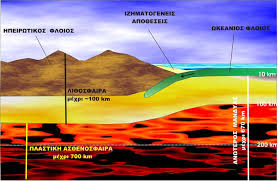 ΙΖΗΜΑΤΟΓΕΝΕΙΣ
ΑΠΟΘΕΣΕΙΣ
ΗΠΕΙΡΩΤΙΚΟΣ ΦΛΟΙΟΣ
ΩΚΕΑΝΙΟΣ ΦΛΟΙΟΣ
10 km
ΛΙΘΟΣΦΑΙΡΑ
μέχρι ~100 km
100 km
ΠΛΑΣΤΙΚΗ ΑΣΘΕΝΟΣΦΑΙΡΑ
μέχρι 700 km
200 km
ΑΝΩΤΕΡΟΣ ΜΑΝΔΥΑΣ
μέχρι 670 km